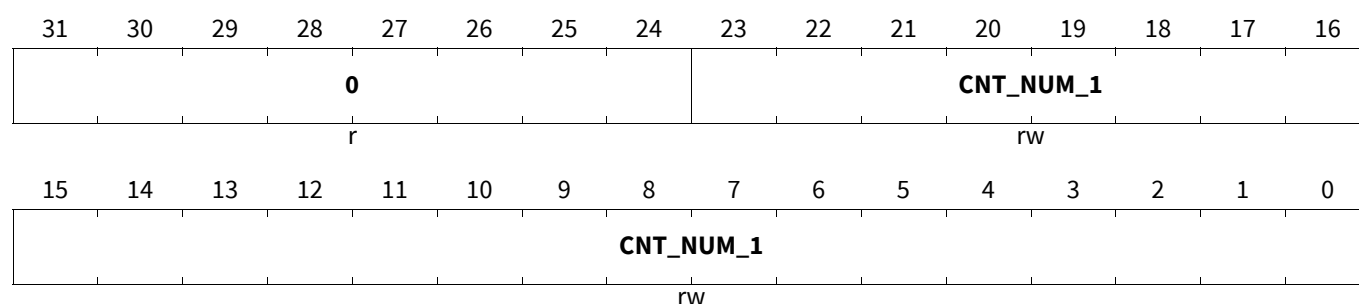 31 30 29 28 27 26 25 24 23 22 21 20 19 18 17 16
0 CNT_NUM_1
r rw
15 14 13 12 11 10 9 8 7 6 5 4 3 2 1 0
CNT_NUM_1
rw